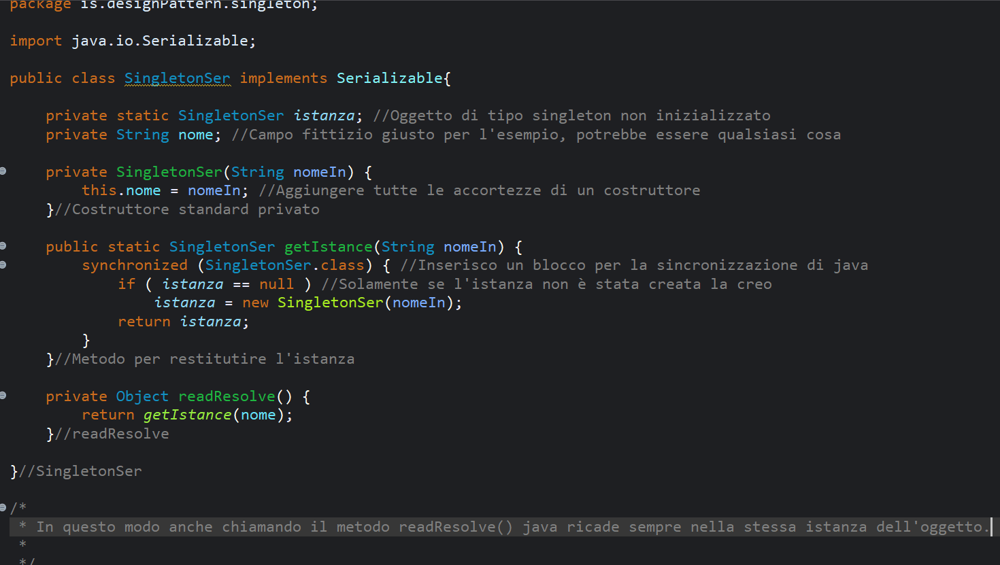 package is.designPattern.singleton;
import java.io.Serializable;
public class SingletonSer implements Serializable{
private static SingletonSer istanza; //Oggetto di tipo singleton non inizializzato
private String nome; //Campo fittizio giusto per l'esempio, potrebbe essere qualsiasi cosa
private SingletonSer(String nomeIn) {
this.nome = nomeIn; //Aggiungere tutte le accortezze di un costruttore
}//Costruttore standard privato
public static SingletonSer getIstance(String nomeIn) {
synchronized (SingletonSer.class) { //Inserisco un blocco per la sincronizzazione di java
if ( istanza == null ) //Solamente se l'istanza non è stata creata la creo
istanza = new SingletonSer(nomeIn);
return istanza;
}
}//Metodo per restitutire l'istanza
private Object readResolve() {
return getIstance(nome);
}//readResolve
}//SingletonSer
/*
* In questo modo anche chiamando il metodo readResolve() java ricade sempre nella stessa istanza dell'oggetto.
*
*/